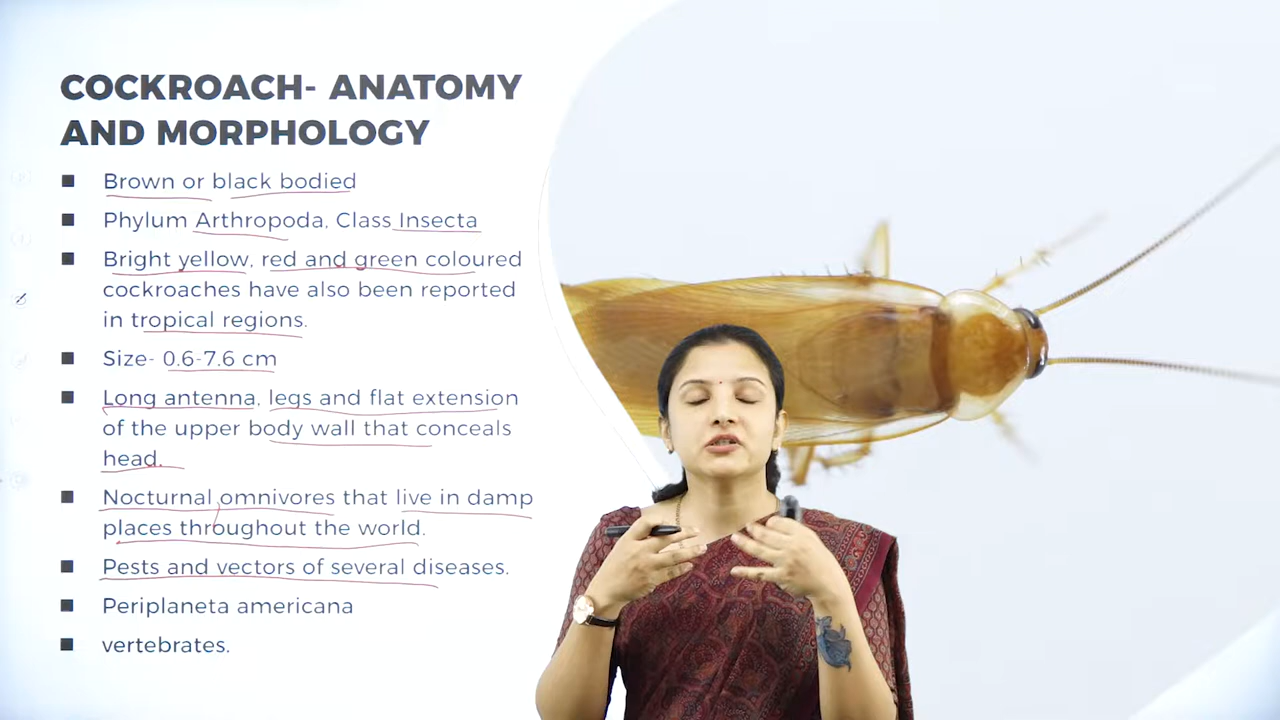 COCKROACH- ANATOMY
AND MORPHOLOGY
Brown or black bodied
Phylum Arthropoda, Class Insecta
Bright yellow, red and green coloured
cockroaches have also been reported
in tropical regions.
Size- 0.6-7.6 cm
Long antenna, legs and flat extension
of the upper body wall that conceals
head.
Nocturnal omnivores that live in damp
places throughout the world.
Pests and vectors of several diseases.
Periplaneta americana
vertebrates.